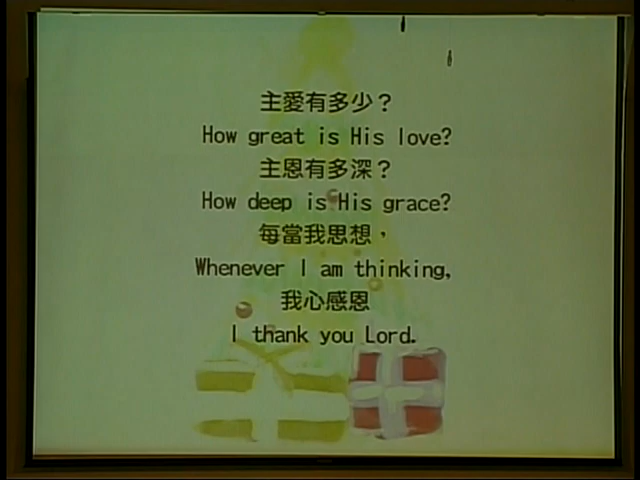 主愛有多少？
How great is His love?
主恩有多深？
How deep is His grace?
每當我思想，
Whenever I am thinking,
我心感恩
I thank you Lord.